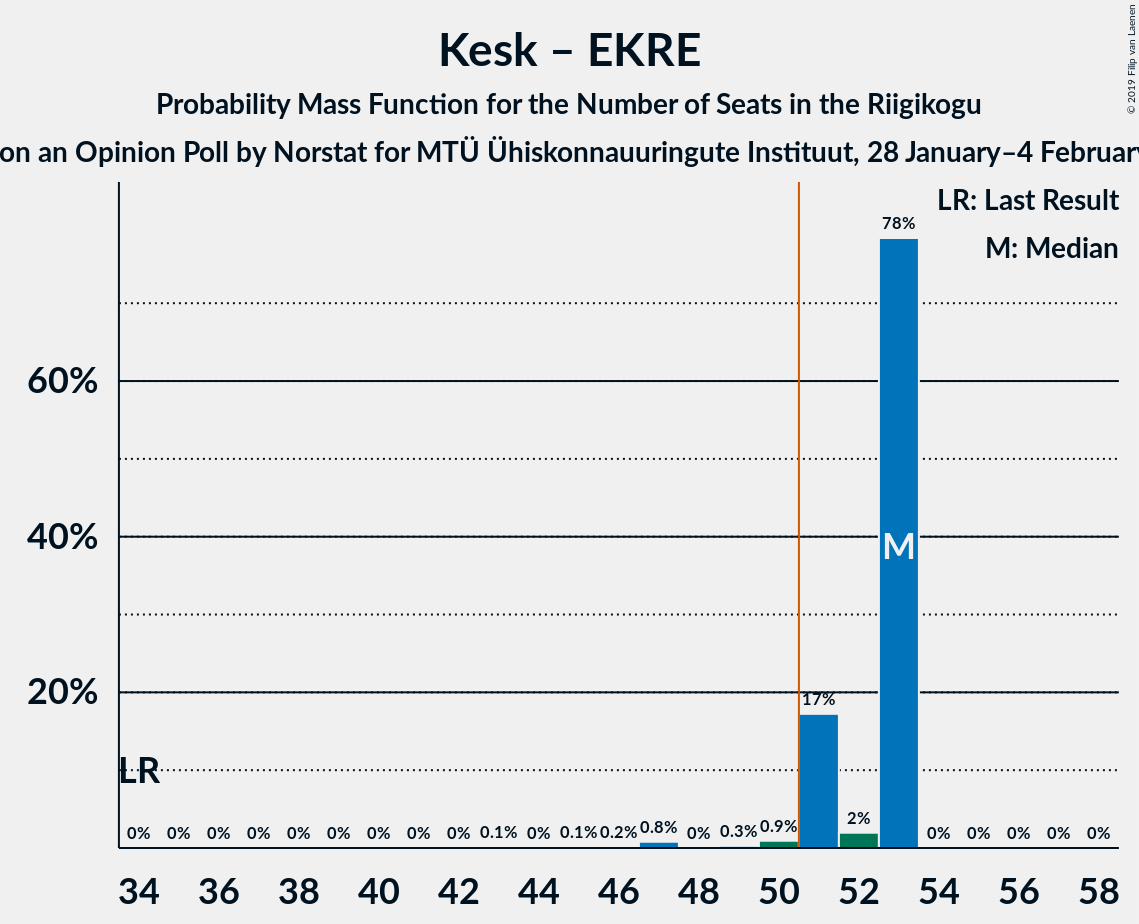 Kesk – EKRE
Probability Mass Function for the Number of Seats in the Riigikogu
on an Opinion Poll by Norstat for MTÜ Ühiskonnauuringute Instituut, 28 January–4 February
© 2019 Filip van Laenen
LR: Last Result
M: Median
60%
40%
20%
LR
M
0% 0% 0% 0% 0% 0% 0% 0% 0% 0.1% 0% 0.1% 0.2% 0.8% 0% 0.3% 0.9% 17% 2% 78% 0% 0% 0% 0% 0%
34 36 38 40 42 44 46 48 50 52 54 56 58